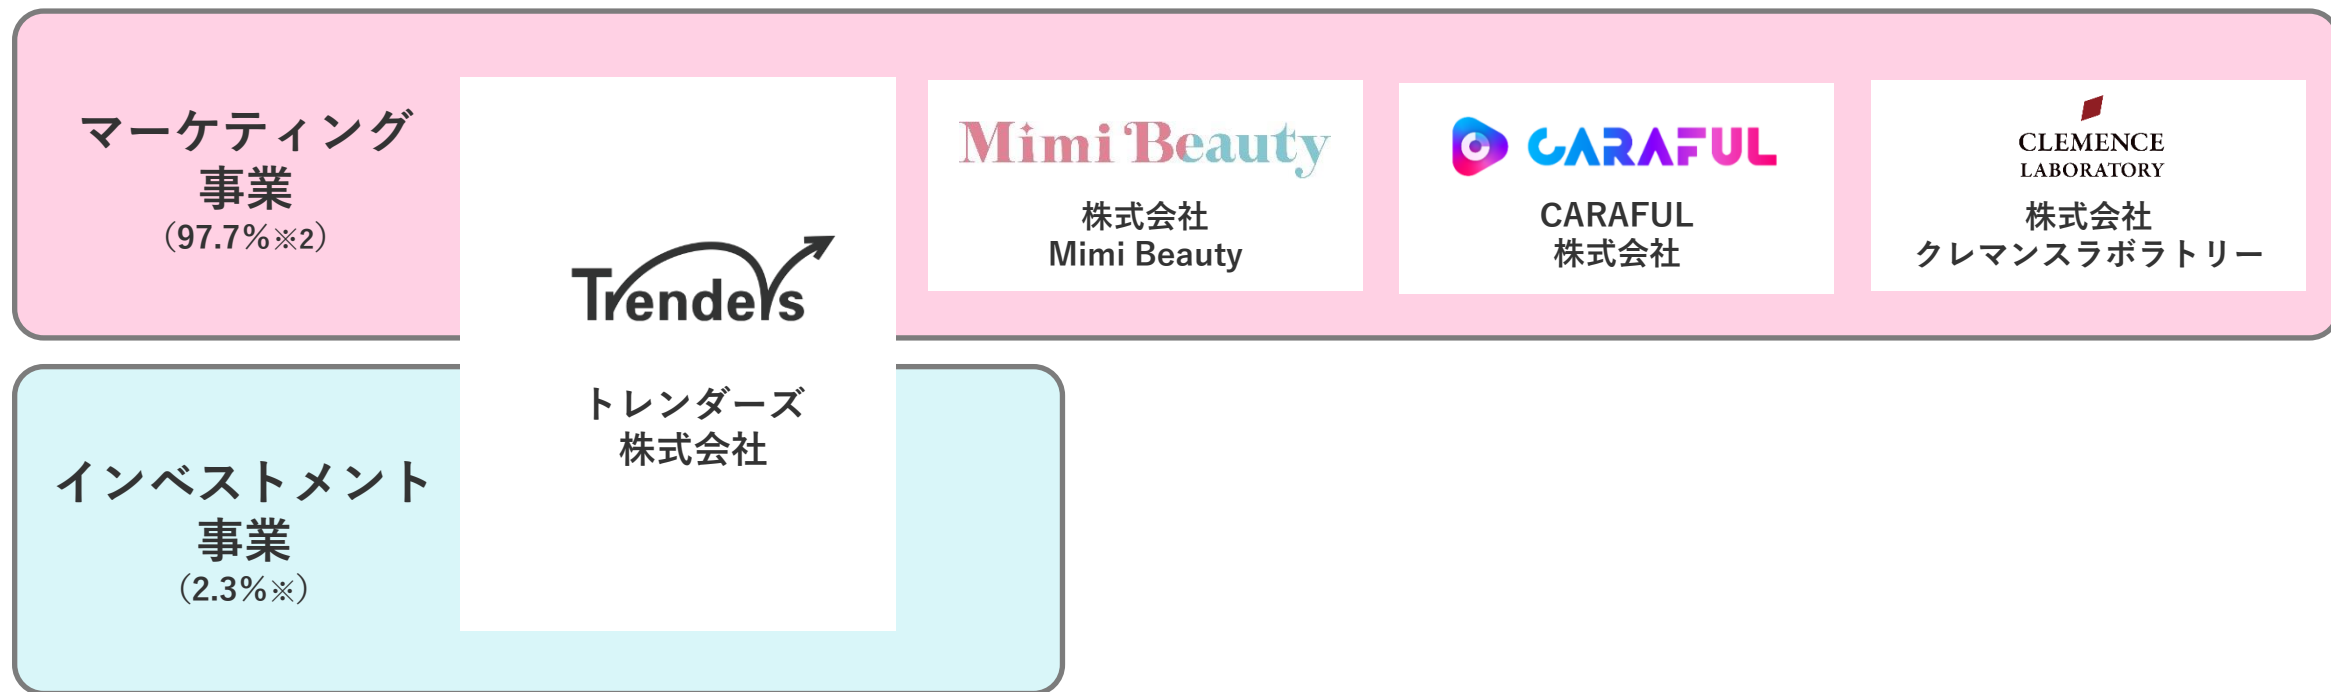 マーケティング
事業
（97.7%※2）
Trenders
トレンダーズ
株式会社
Mimi Beauty
株式会社
Mimi Beauty
CARAFUL
CARAFUL
株式会社
CLEMENCE
LABORATORY
株式会社
クレマンスラボラトリー
インベストメント
事業
（2.3%※）